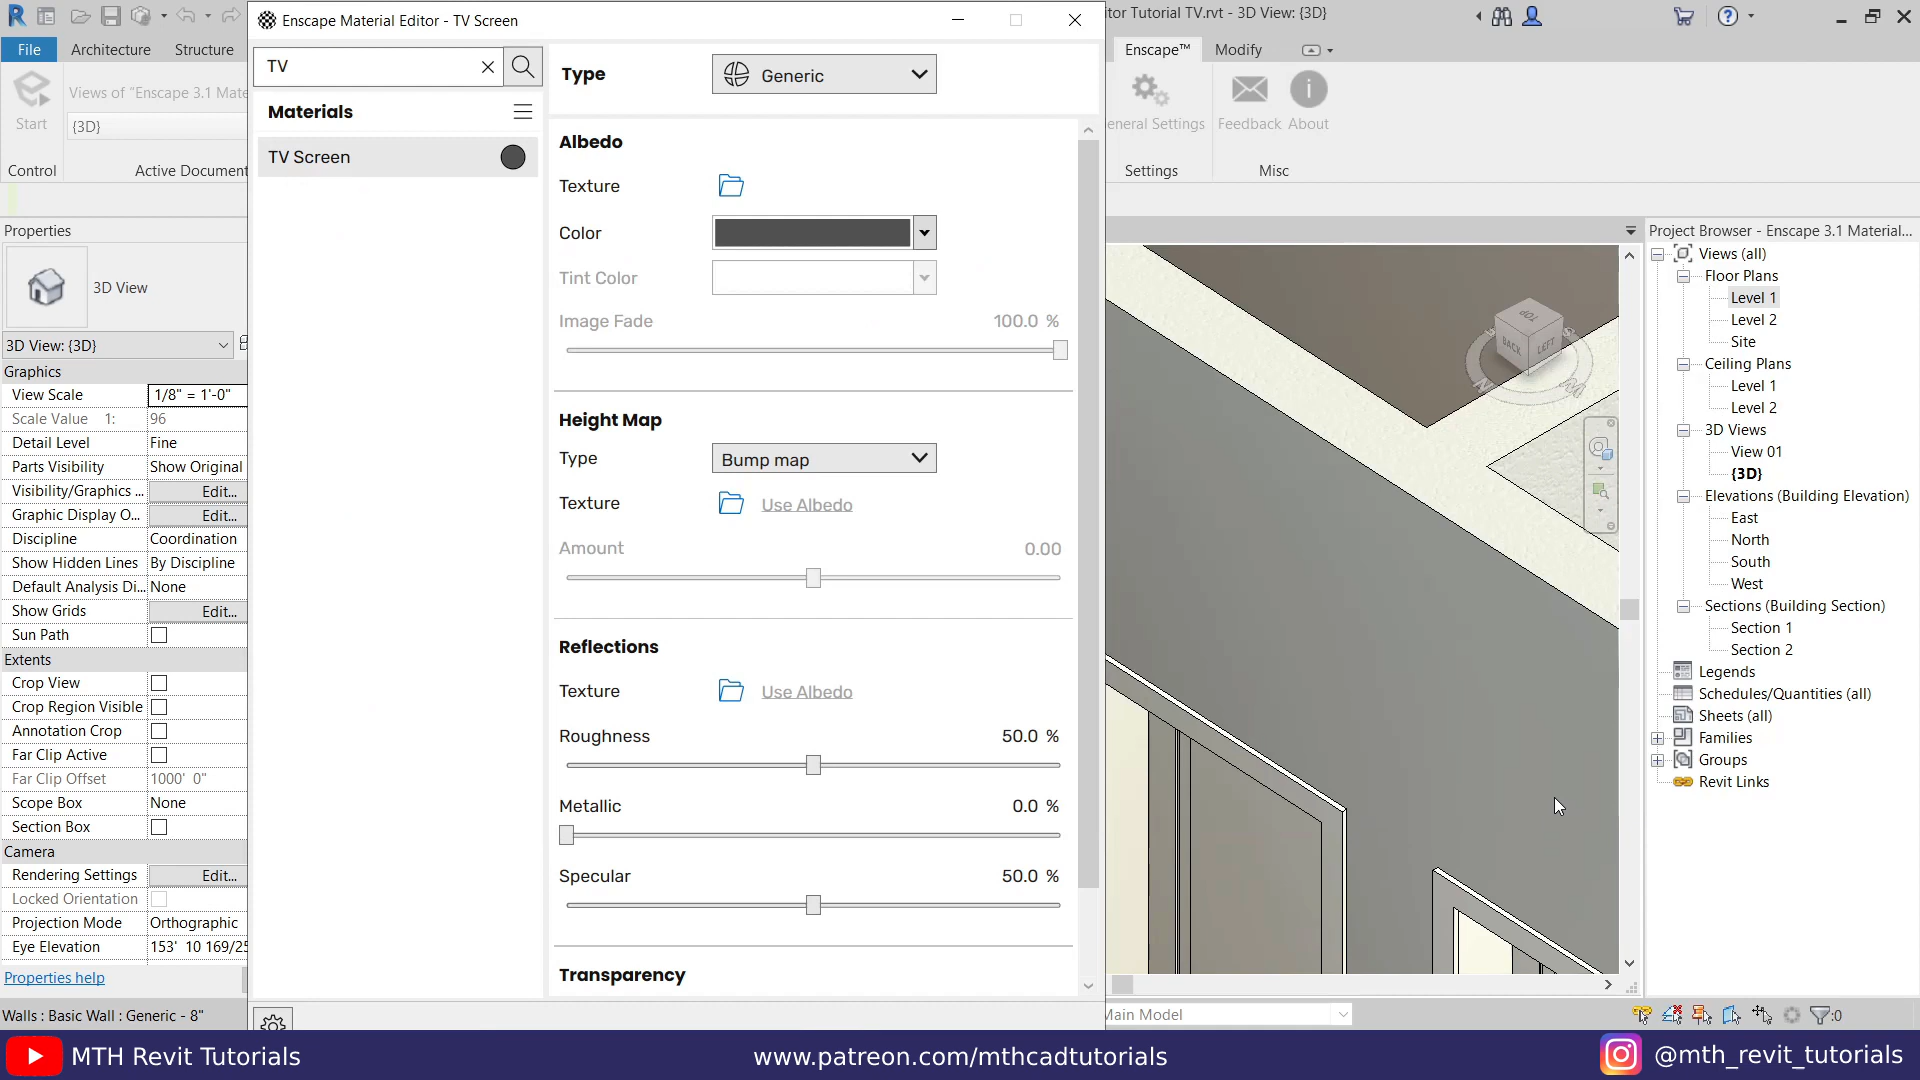 Enscape Material Editor - TV Screen
itor Tutorial TV.rvt - 3D View: {3D}
File
Architecture
Structure
Enscape™
Modify
TV
Type
Generic
Start
Views of "Enscape 3.1 Mate
{3D}
Control
Active Document
Materials
TV Screen
eneral Settings
Feedback
About
Settings
Misc
Albedo
Texture
Color
Tint Color
Image Fade
100.0 %
Height Map
Type
Bump map
Texture
Use Albedo
Amount
0.00
Reflections
Texture
Use Albedo
Roughness
50.0 %
Metallic
0.0 %
Specular
50.0 %
Transparency
Properties
3D View
3D View: {3D}
Graphics
View Scale
1/8" = 1'-0"
Scale Value 1:
96
Detail Level
Fine
Parts Visibility
Show Original
Visibility/Graphics ...
Edit...
Graphic Display O...
Edit...
Discipline
Coordination
Show Hidden Lines
By Discipline
Default Analysis Di...
None
Show Grids
Edit...
Sun Path
Extents
Crop View
Crop Region Visible
Annotation Crop
Far Clip Active
Far Clip Offset
1000' 0"
Scope Box
None
Section Box
Camera
Rendering Settings
Edit...
Locked Orientation
Projection Mode
Orthographic
Eye Elevation
153' 10 169/25
Properties help
Walls : Basic Wall : Generic - 8"
TOP
BACK
LEFT
Project Browser - Enscape 3.1 Material...
Views (all)
Floor Plans
Level 1
Level 2
Site
Ceiling Plans
Level 1
Level 2
3D Views
View 01
{3D}
Elevations (Building Elevation)
East
North
South
West
Sections (Building Section)
Section 1
Section 2
Legends
Schedules/Quantities (all)
Sheets (all)
Families
Groups
Revit Links
Main Model
:0
MTH Revit Tutorials
www.patreon.com/mthcadtutorials
@mth_revit_tutorials